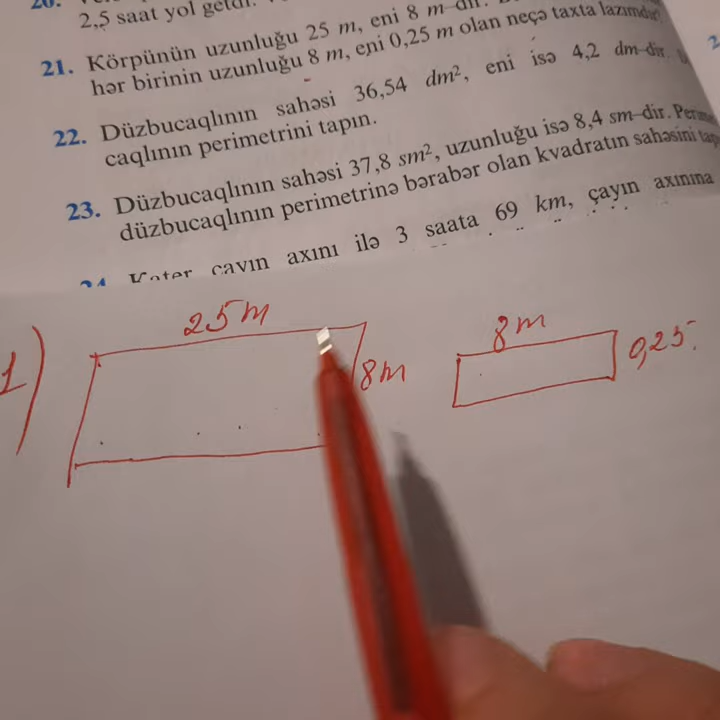 2,5 saat yol
21. Körpünün uzunluğu 25 m, eni 8 m–dir.
hər birinin uzunluğu 8 m, eni 0,25 m olan neçə taxta lazımdır
22. Düzbucaqlının sahəsi 36,54 dm², eni isə 4,2 dm–dir.
caqlının perimetrini tapın.
23. Düzbucaqlının sahəsi 37,8 sm², uzunluğu isə 8,4 sm–dir.
düzbucaqlının perimetrinə bərabər olan kvadratın sahəsini
24. Kater çayın axını ilə 3 saata 69 km, çayın axınına
25 m
8 m
1)
8 m
0,25